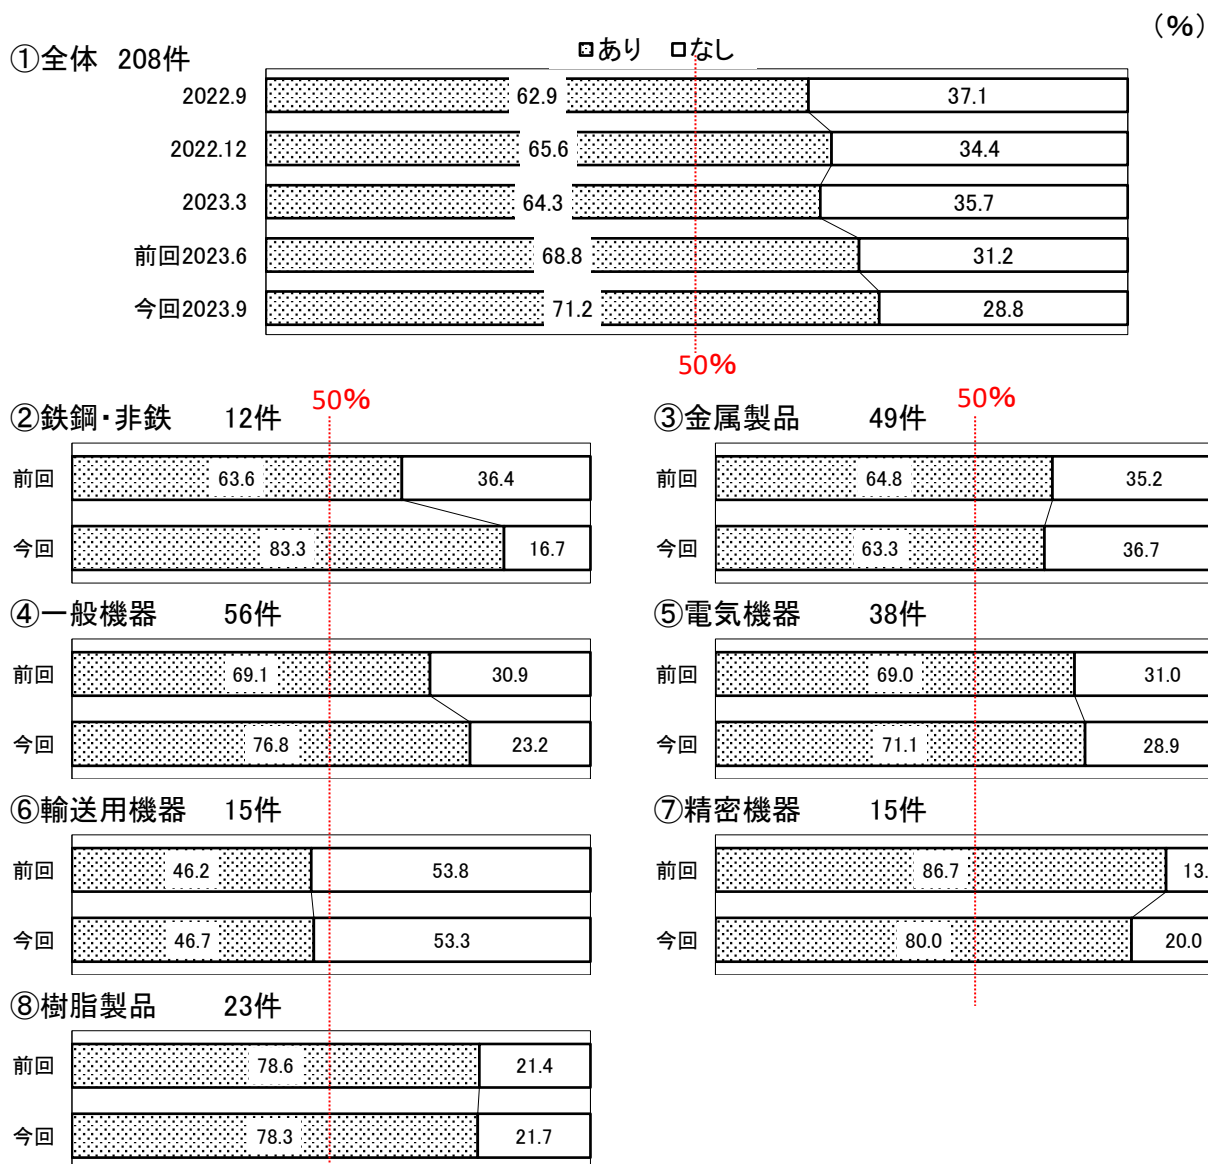 (%)
①全体 208件
あり なし
2022.9 62.9 37.1
2022.12 65.6 34.4
2023.3 64.3 35.7
前回2023.6 68.8 31.2
今回2023.9 71.2 28.8
50%
②鉄鋼・非鉄 12件
50%
前回 63.6 36.4
今回 83.3 16.7
③金属製品 49件
50%
前回 64.8 35.2
今回 63.3 36.7
④一般機器 56件
前回 69.1 30.9
今回 76.8 23.2
⑤電気機器 38件
前回 69.0 31.0
今回 71.1 28.9
⑥輸送用機器 15件
前回 46.2 53.8
今回 46.7 53.3
⑦精密機器 15件
前回 86.7 13.
今回 80.0 20.0
⑧樹脂製品 23件
前回 78.6 21.4
今回 78.3 21.7